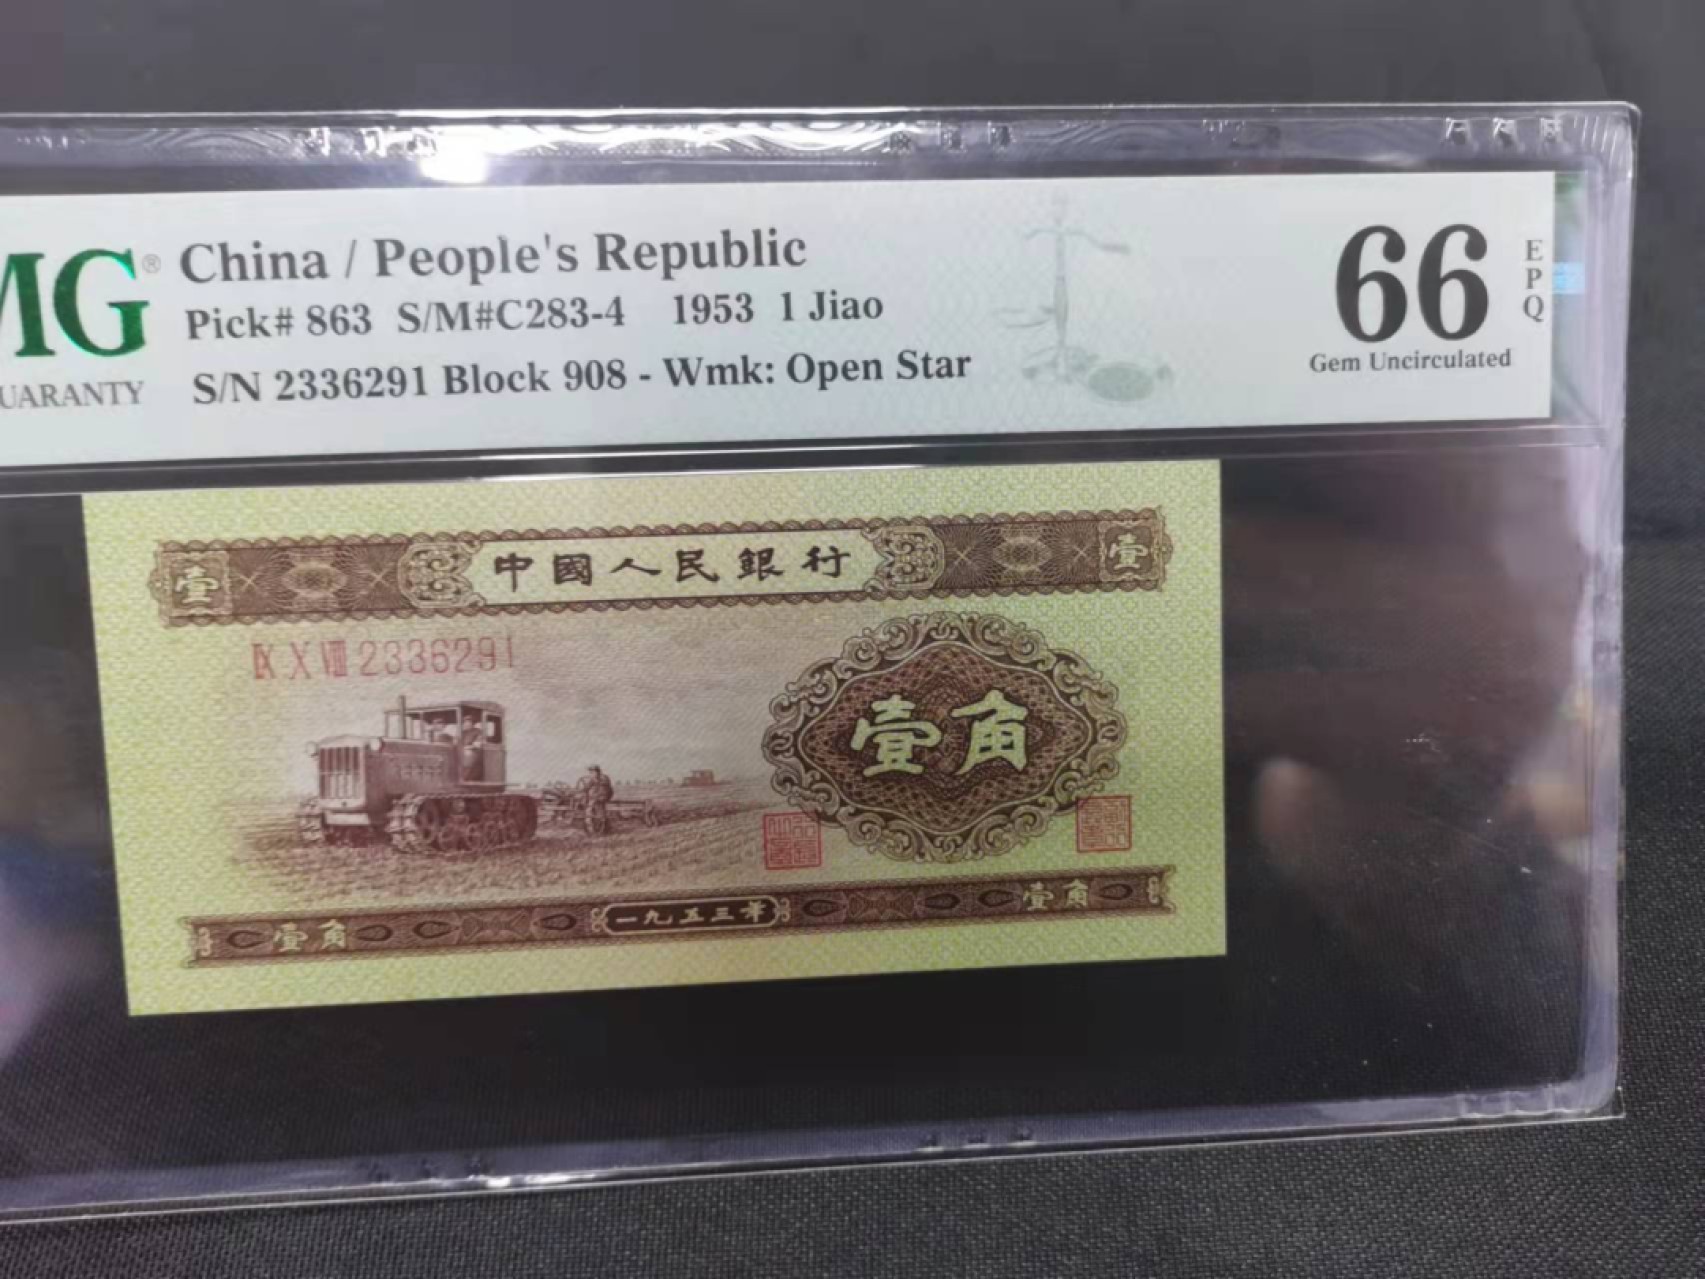 MG®
China / People's Republic
Pick# 863 S/M#C283-4 1953 1 Jiao
S/N 2336291 Block 908 - Wmk: Open Star
UARANTY
66
EPQ
Gem Uncirculated
壹 中國人民銀行 壹
IX X VIII 2336291
壹角
壹角 一九五三年 壹角